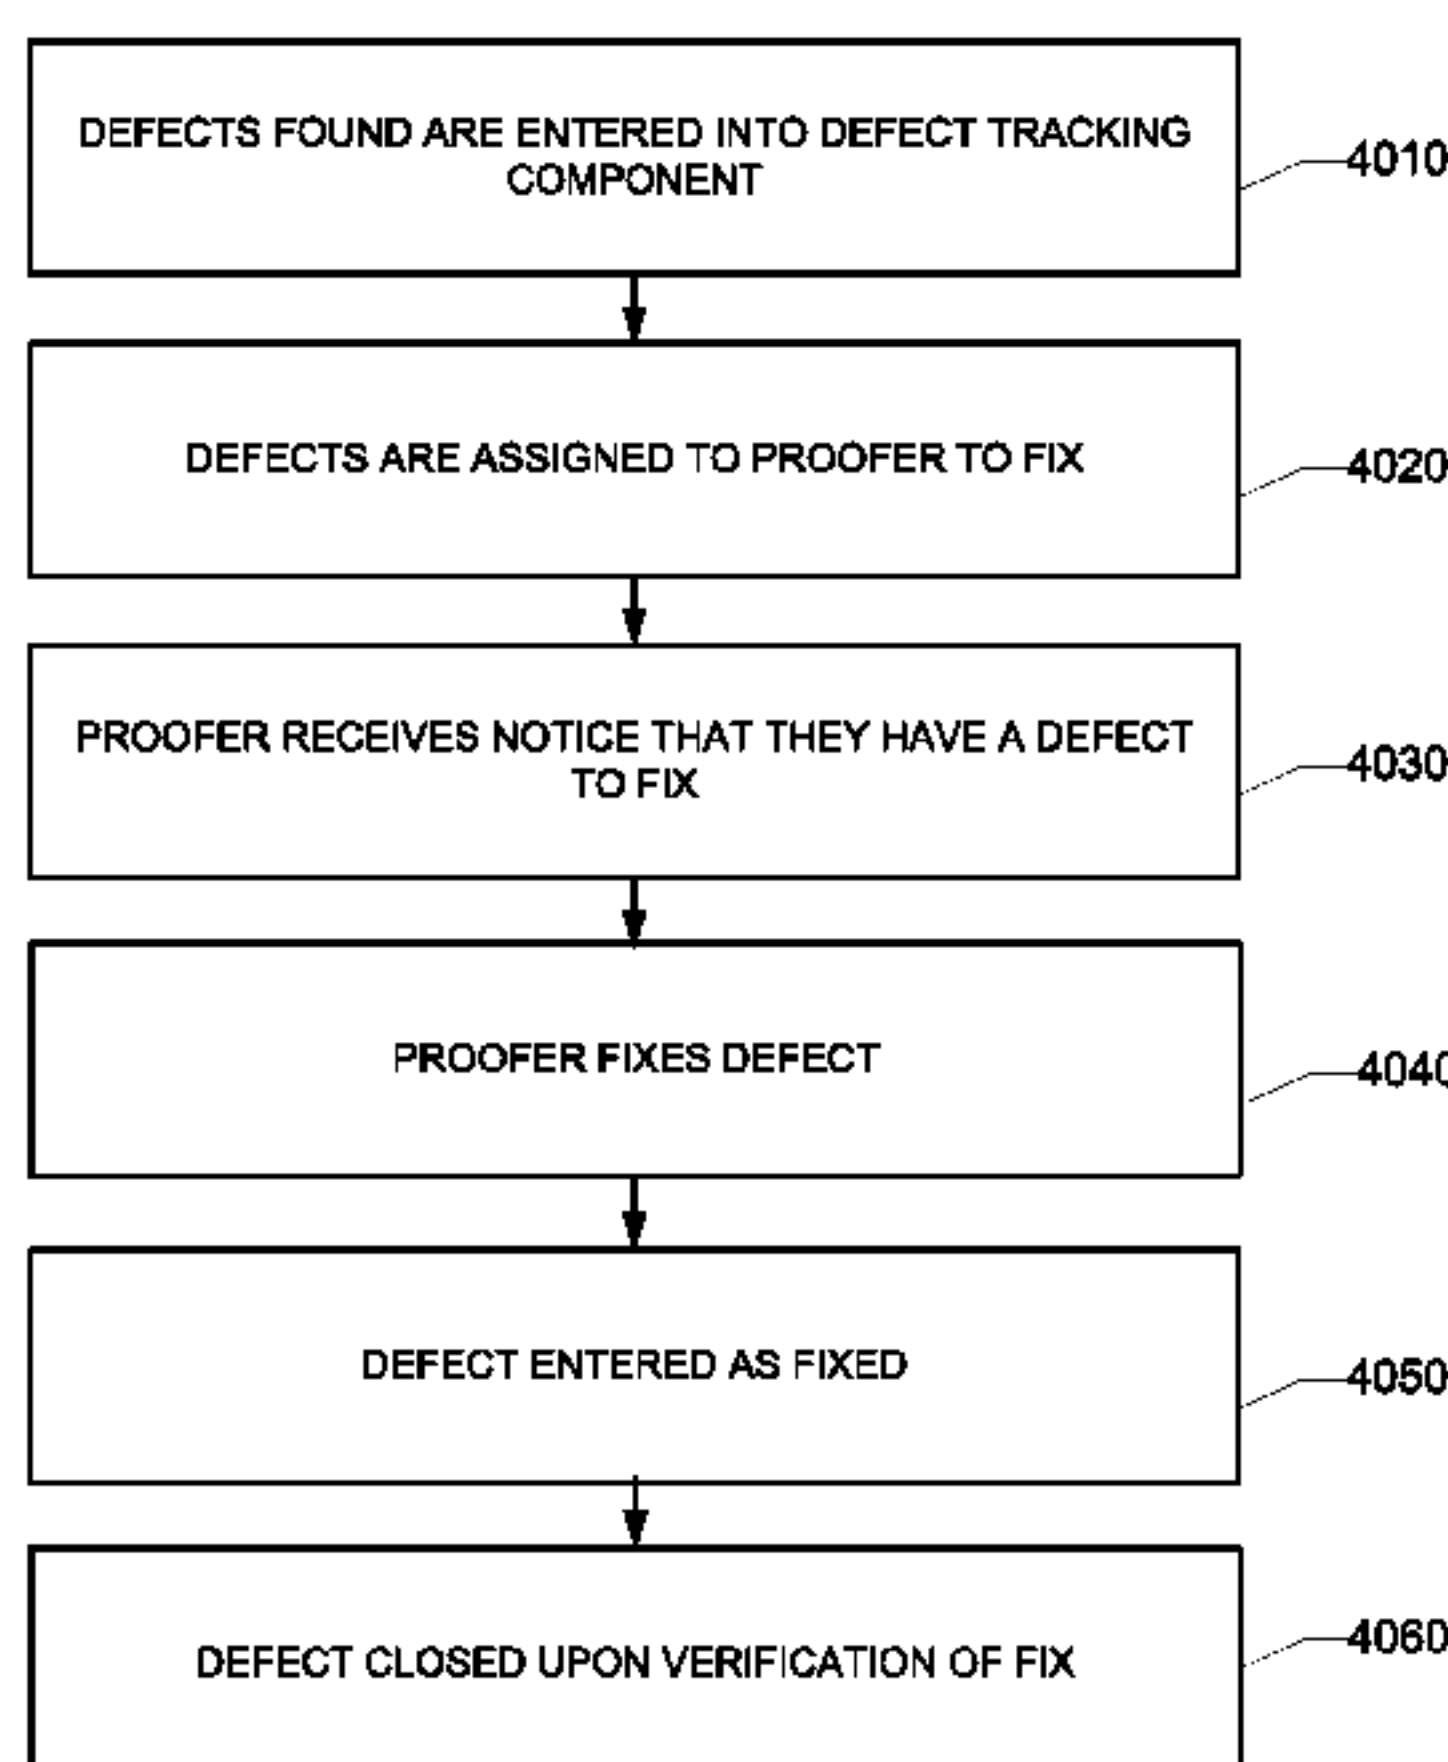 DEFECTS FOUND ARE ENTERED INTO DEFECT TRACKING
COMPONENT
4010
DEFECTS ARE ASSIGNED TO PROOFER TO FIX
4020
PROOFER RECEIVES NOTICE THAT THEY HAVE A DEFECT
TO FIX
4030
PROOFER FIXES DEFECT
4040
DEFECT ENTERED AS FIXED
4050
DEFECT CLOSED UPON VERIFICATION OF FIX
4060